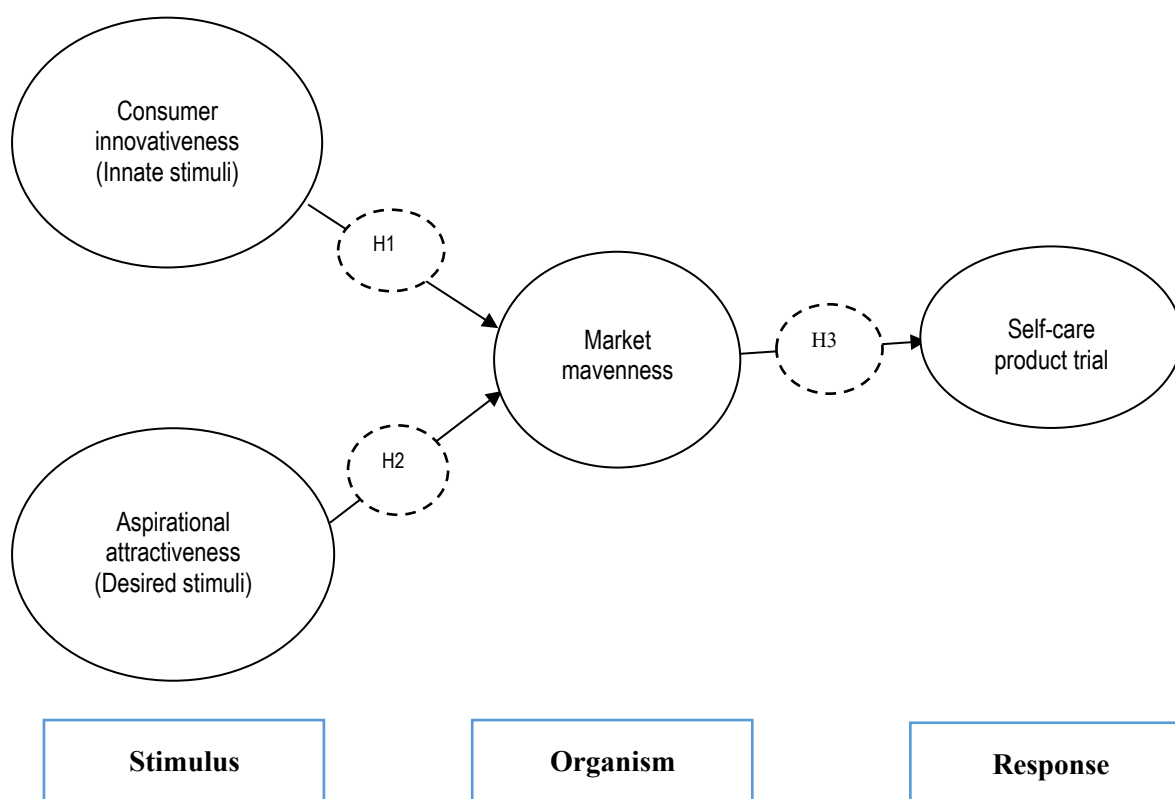 Consumer
innovativeness
(Innate stimuli)
H1
Market
mavenness
H3
Self-care
product trial
H2
Aspirational
attractiveness
(Desired stimuli)
Stimulus
Organism
Response